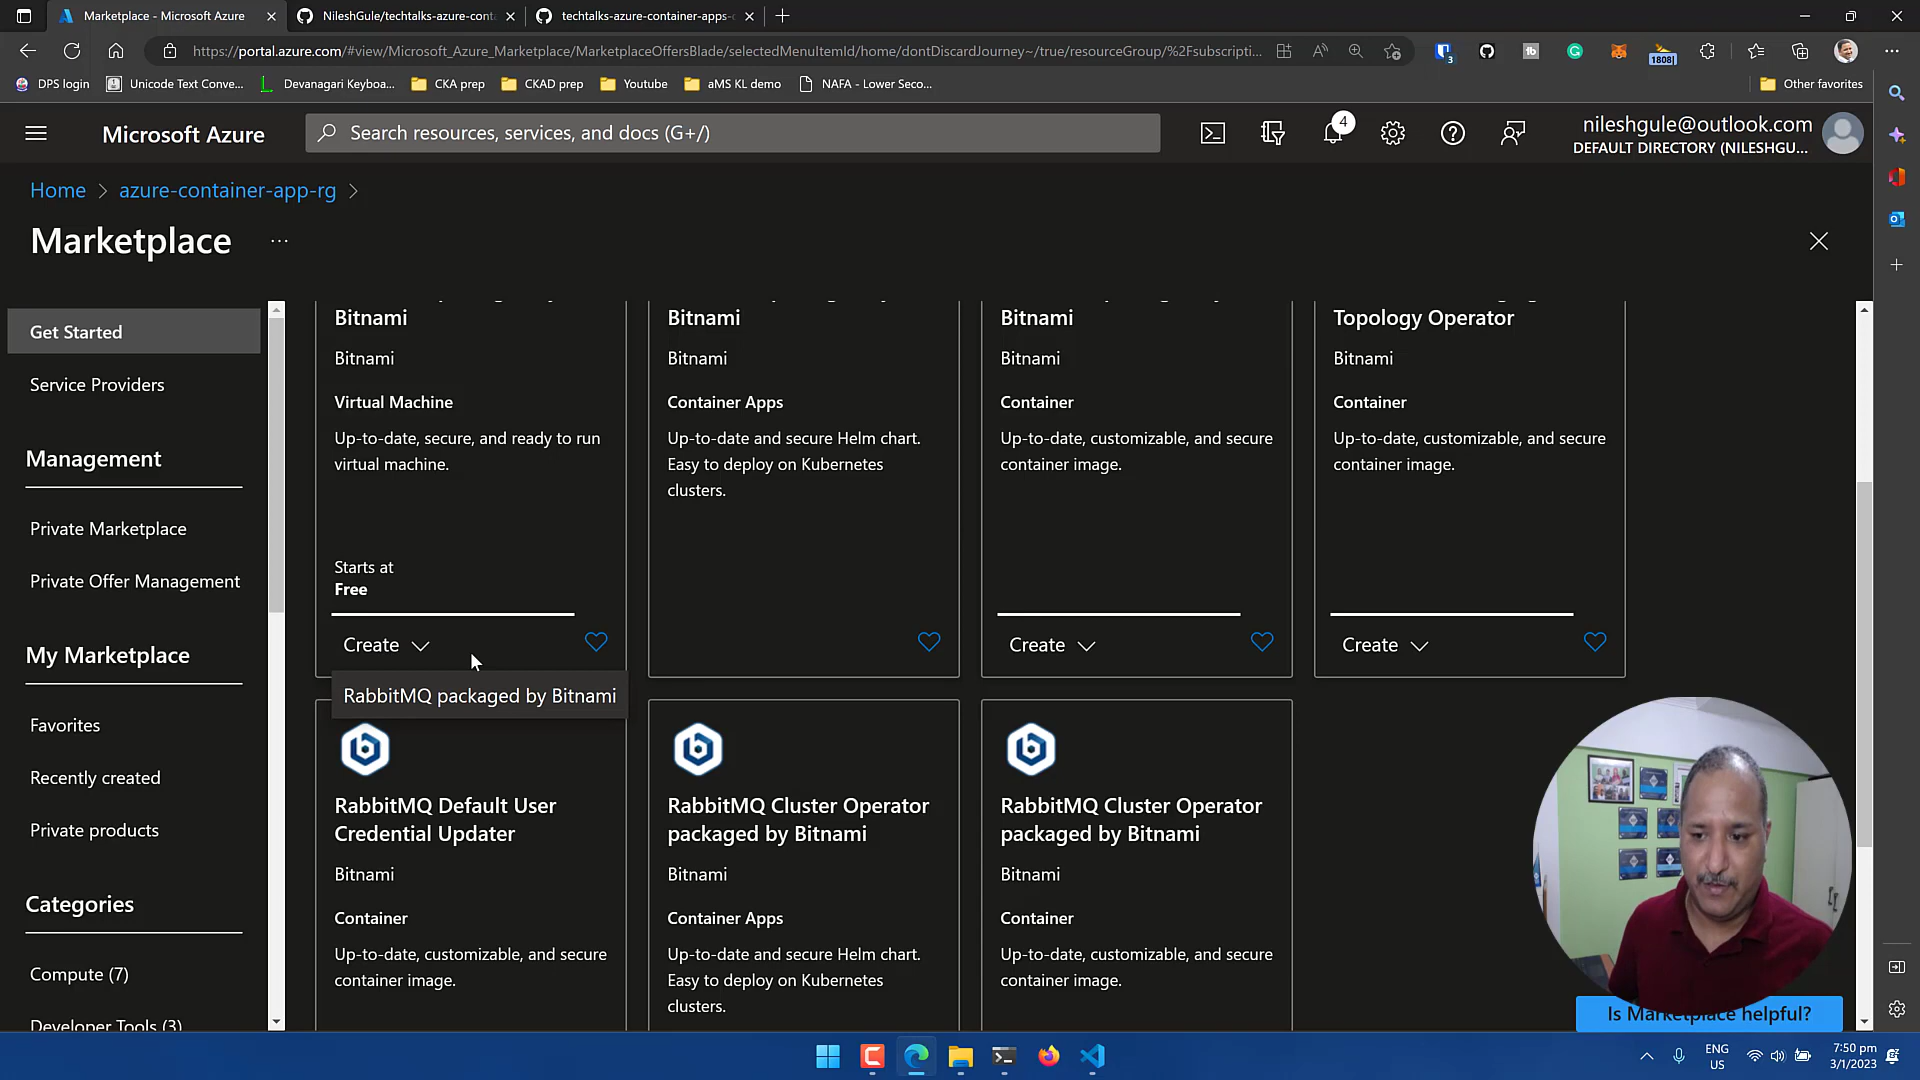 Marketplace - Microsoft Azure
NileshGule/techtalks-azure-cont
techtalks-azure-container-apps-
https://portal.azure.com/#view/Microsoft_Azure_Marketplace/MarketplaceOffersBlade/selectedMenuItemId/home/dontDiscardJourney~/true/resourceGroup/%2Fsubscripti...
DPS login
Unicode Text Conve...
Devanagari Keyboa...
CKA prep
CKAD prep
Youtube
aMS KL demo
NAFA - Lower Seco...
Other favorites
3
1808
Microsoft Azure
Search resources, services, and docs (G+/)
4
nileshgule@outlook.com
DEFAULT DIRECTORY (NILESHGU...
Home > azure-container-app-rg >
Marketplace ...
Get Started
Service Providers
Management
Private Marketplace
Private Offer Management
My Marketplace
Favorites
Recently created
Private products
Categories
Compute (7)
Developer Tools (3)
Bitnami
Bitnami
Virtual Machine
Up-to-date, secure, and ready to run
virtual machine.
Starts at
Free
Create
Bitnami
Bitnami
Container Apps
Up-to-date and secure Helm chart.
Easy to deploy on Kubernetes
clusters.
Bitnami
Bitnami
Container
Up-to-date, customizable, and secure
container image.
Create
Topology Operator
Bitnami
Container
Up-to-date, customizable, and secure
container image.
Create
RabbitMQ packaged by Bitnami
RabbitMQ Default User
Credential Updater
Bitnami
Container
Up-to-date, customizable, and secure
container image.
RabbitMQ Cluster Operator
packaged by Bitnami
Bitnami
Container Apps
Up-to-date and secure Helm chart.
Easy to deploy on Kubernetes
clusters.
RabbitMQ Cluster Operator
packaged by Bitnami
Bitnami
Container
Up-to-date, customizable, and secure
container image.
Is Marketplace helpful?
ENG
US
7:50 pm
3/1/2023